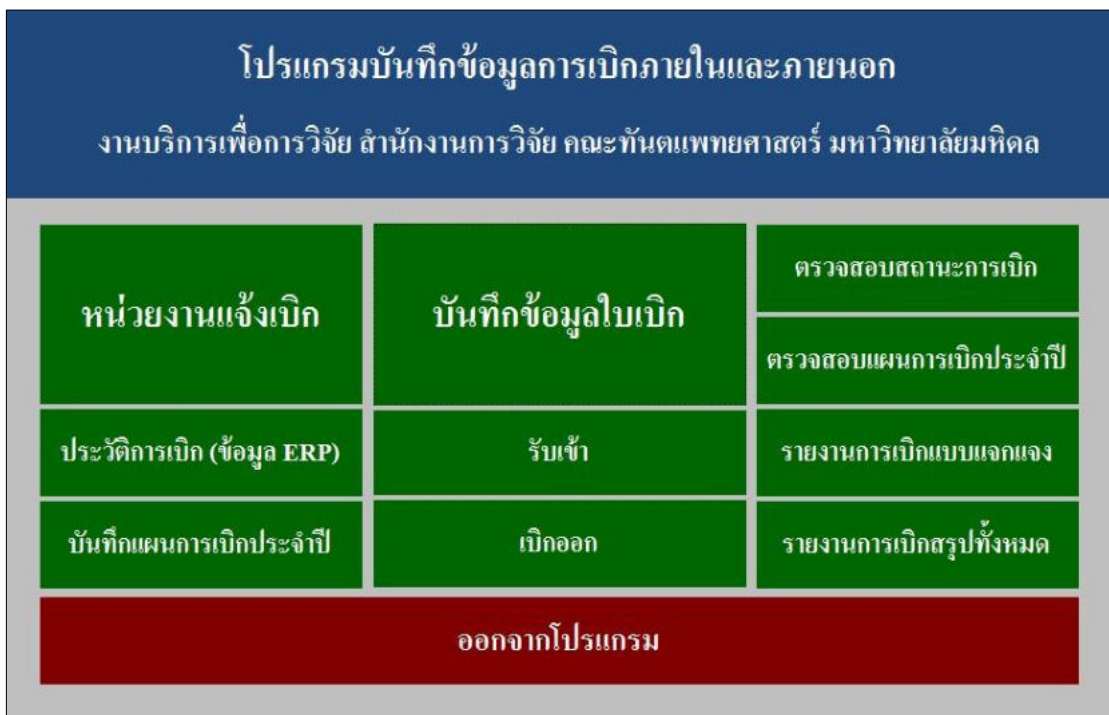 โปรแกรมบันทึกข้อมูลการเบิกภายในและภายนอก
งานบริการเพื่อการวิจัย สำนักงานการวิจัย คณะทันตแพทยศาสตร์ มหาวิทยาลัยมหิดล
หน่วยงานแจ้งเบิก
บันทึกข้อมูลใบเบิก
ตรวจสอบสถานะการเบิก
ตรวจสอบแผนการเบิกประจำปี
ประวัติการเบิก (ข้อมูล ERP)
รับเข้า
รายงานการเบิกแบบแจกแจง
บันทึกแผนการเบิกประจำปี
เบิกออก
รายงานการเบิกสรุปทั้งหมด
ออกจากโปรแกรม